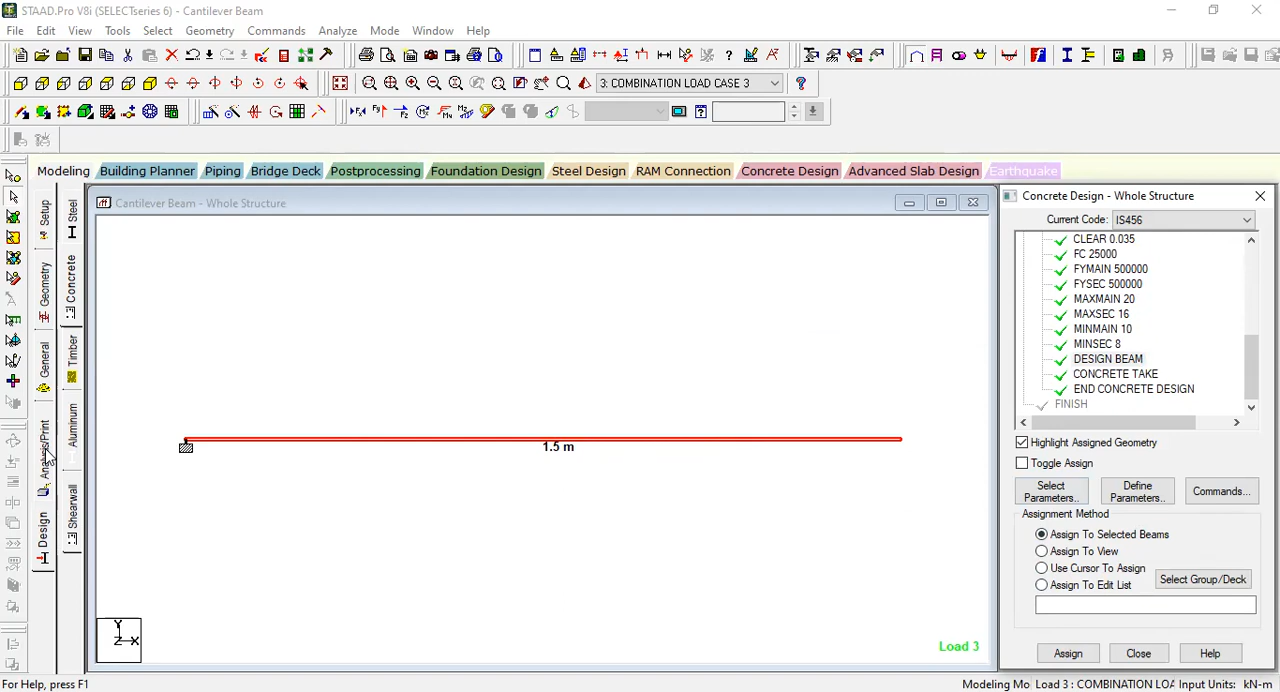 STAAD.Pro V8i (SELECTseries 6) - Cantilever Beam
File Edit View Tools Select Geometry Commands Analyze Mode Window Help
3: COMBINATION LOAD CASE 3
Modeling Building Planner Piping Bridge Deck Postprocessing Foundation Design Steel Design RAM Connection Concrete Design Advanced Slab Design Earthquake
Setup
Geometry
General
Analysis/Print
Design
Steel
Concrete
Timber
Aluminum
Shearwall
Cantilever Beam - Whole Structure
1.5 m
Y
Z X
Load 3
Concrete Design - Whole Structure
Current Code: IS456
CLEAR 0.035
FC 25000
FYMAIN 500000
FYSEC 500000
MAXMAIN 20
MAXSEC 16
MINMAIN 10
MINSEC 8
DESIGN BEAM
CONCRETE TAKE
END CONCRETE DESIGN
FINISH
Highlight Assigned Geometry
Toggle Assign
Select Parameters..
Define Parameters..
Commands...
Assignment Method
Assign To Selected Beams
Assign To View
Use Cursor To Assign
Select Group/Deck
Assign To Edit List
Assign Close Help
For Help, press F1
Modeling Mo Load 3 : COMBINATION LOA Input Units: kN-m